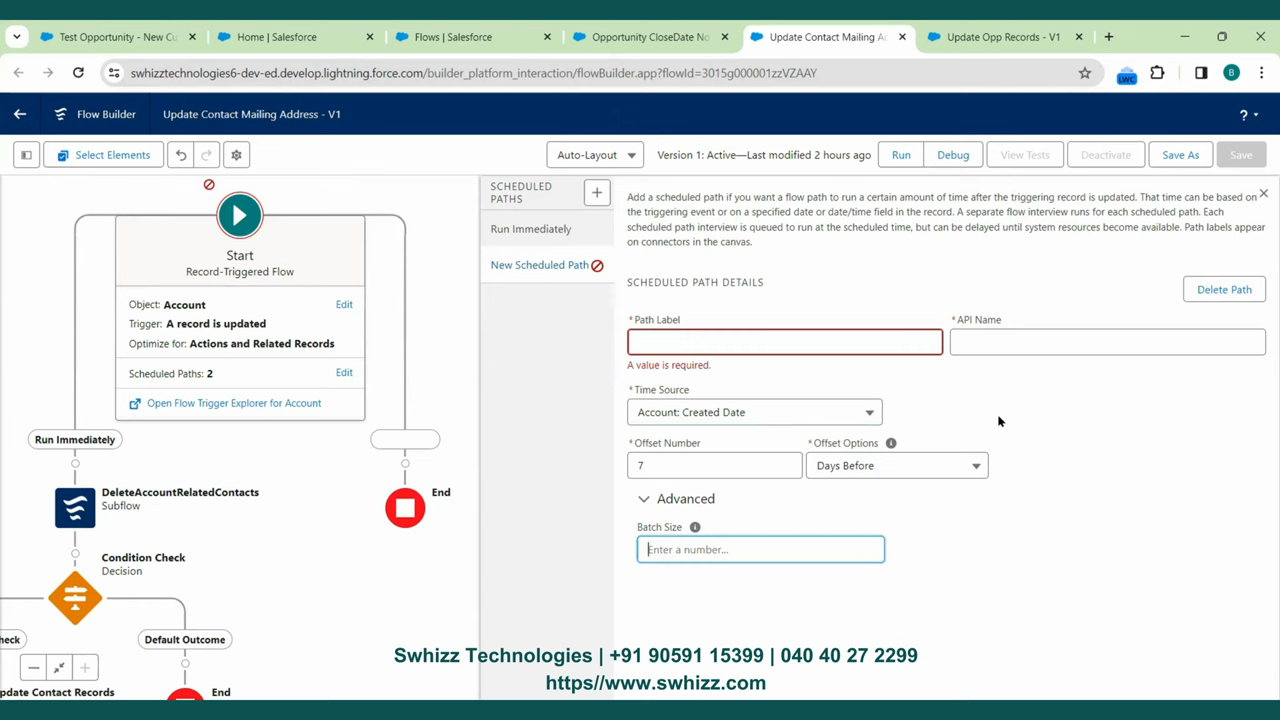 Test Opportunity - New Cu
Home | Salesforce
Flows | Salesforce
Opportunity CloseDate No
Update Contact Mailing A
Update Opp Records - V1
swhizztechnologies6-dev-ed.develop.lightning.force.com/builder_platform_interaction/flowBuilder.app?flowId=3015g000001zzVZAAY
LWC
B
Flow Builder
Update Contact Mailing Address - V1
?
Select Elements
Auto-Layout
Version 1: Active—Last modified 2 hours ago
Run
Debug
View Tests
Deactivate
Save As
Save
Start
Record-Triggered Flow
Object: Account
Edit
Trigger: A record is updated
Optimize for: Actions and Related Records
Scheduled Paths: 2
Edit
Open Flow Trigger Explorer for Account
Run Immediately
DeleteAccountRelatedContacts
Subflow
End
Condition Check
Decision
heck
Default Outcome
pdate Contact Records
End
SCHEDULED
PATHS
Run Immediately
New Scheduled Path
Add a scheduled path if you want a flow path to run a certain amount of time after the triggering record is updated. That time can be based on
the triggering event or on a specified date or date/time field in the record. A separate flow interview runs for each scheduled path. Each
scheduled path interview is queued to run at the scheduled time, but can be delayed until system resources become available. Path labels appear
on connectors in the canvas.
SCHEDULED PATH DETAILS
Delete Path
*Path Label
*API Name
A value is required.
*Time Source
Account: Created Date
*Offset Number
*Offset Options
7
Days Before
Advanced
Batch Size
Enter a number...
Swhizz Technologies | +91 90591 15399 | 040 40 27 2299
https//www.swhizz.com